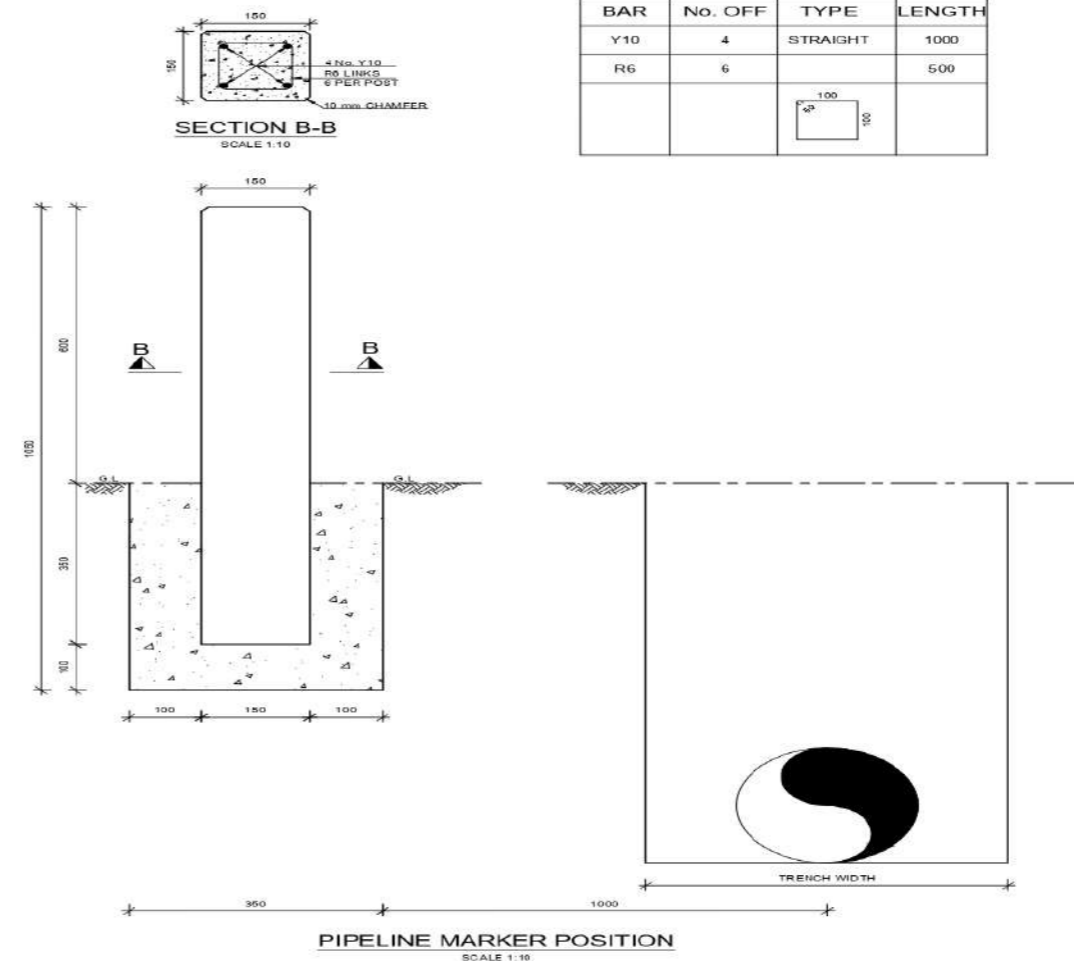 150
150
4 No. Y10
R6 LINKS
6 PER POST
10 mm CHAMFER
SECTION B-B
SCALE 1:10
BAR No. OFF TYPE LENGTH
Y10 4 STRAIGHT 1000
R6 6 500
100
100
150
600
1050
B B
G.L G.L
350
100
100 150 100
TRENCH WIDTH
350 1000
PIPELINE MARKER POSITION
SCALE 1:10